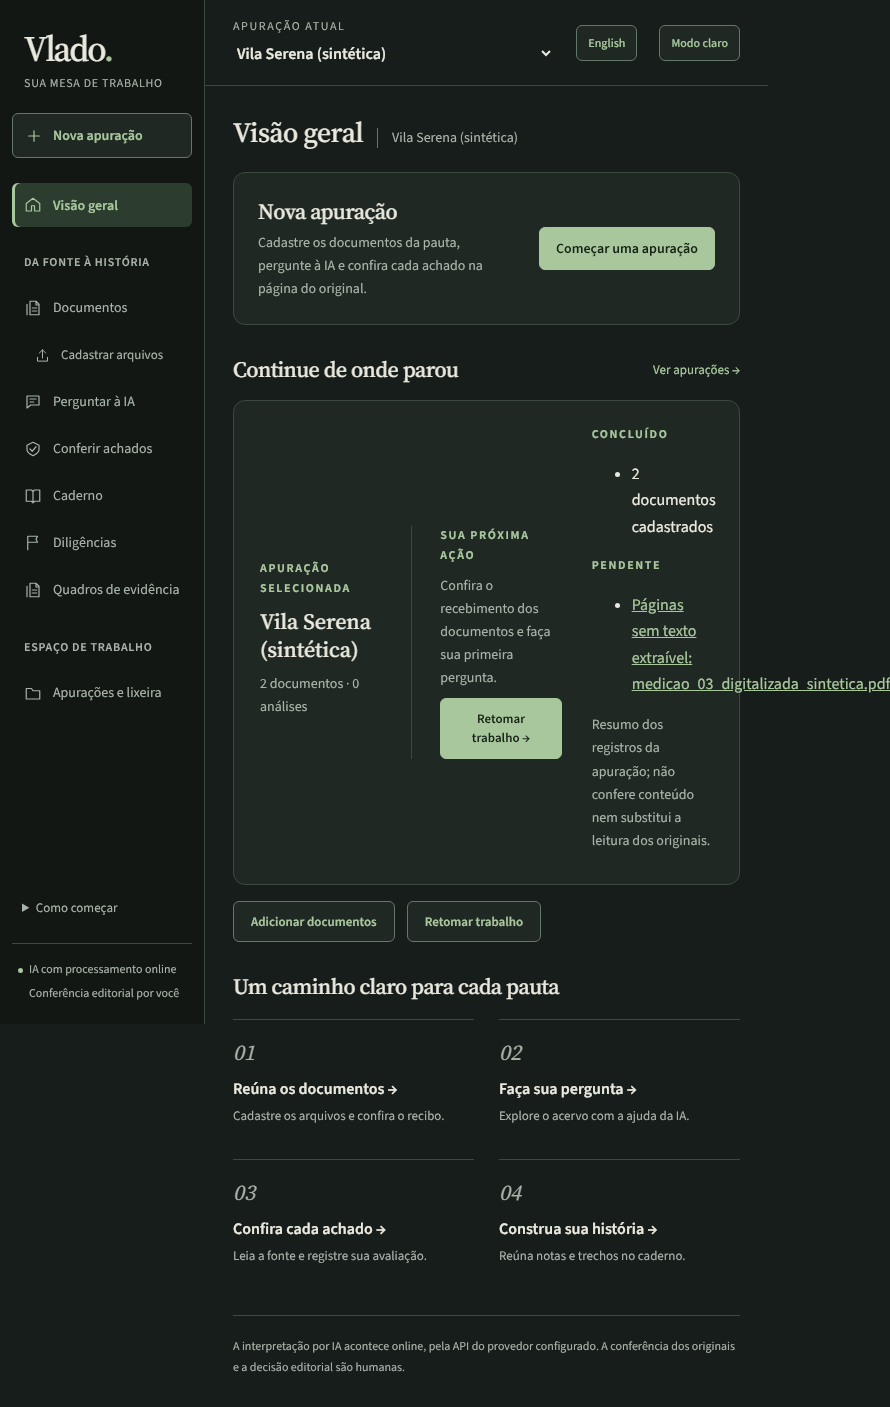 Vlado.
SUA MESA DE TRABALHO
Nova apuração
Visão geral
DA FONTE À HISTÓRIA
Documentos
Cadastrar arquivos
Perguntar à IA
Conferir achados
Caderno
Diligências
Quadros de evidência
ESPAÇO DE TRABALHO
Apurações e lixeira
Como começar
IA com processamento online
Conferência editorial por você
APURAÇÃO ATUAL
Vila Serena (sintética)
English
Modo claro
Visão geral
Vila Serena (sintética)
Nova apuração
Cadastre os documentos da pauta,
pergunte à IA e confira cada achado na
página do original.
Começar uma apuração
Continue de onde parou
Ver apurações →
APURAÇÃO
SELECIONADA
Vila Serena
(sintética)
2 documentos · 0
análises
SUA PRÓXIMA
AÇÃO
Confira o
recebimento dos
documentos e faça
sua primeira
pergunta.
Retomar
trabalho →
CONCLUÍDO
• 2
documentos
cadastrados
PENDENTE
• Páginas
sem texto
extraível:
medicao_03_digitalizada_sintetica.pdf
Resumo dos
registros da
apuração; não
confere conteúdo
nem substitui a
leitura dos originais.
Adicionar documentos
Retomar trabalho
Um caminho claro para cada pauta
01
Reúna os documentos →
Cadastre os arquivos e confira o recibo.
02
Faça sua pergunta →
Explore o acervo com a ajuda da IA.
03
Confira cada achado →
Leia a fonte e registre sua avaliação.
04
Construa sua história →
Reúna notas e trechos no caderno.
A interpretação por IA acontece online, pela API do provedor configurado. A conferência dos originais
e a decisão editorial são humanas.